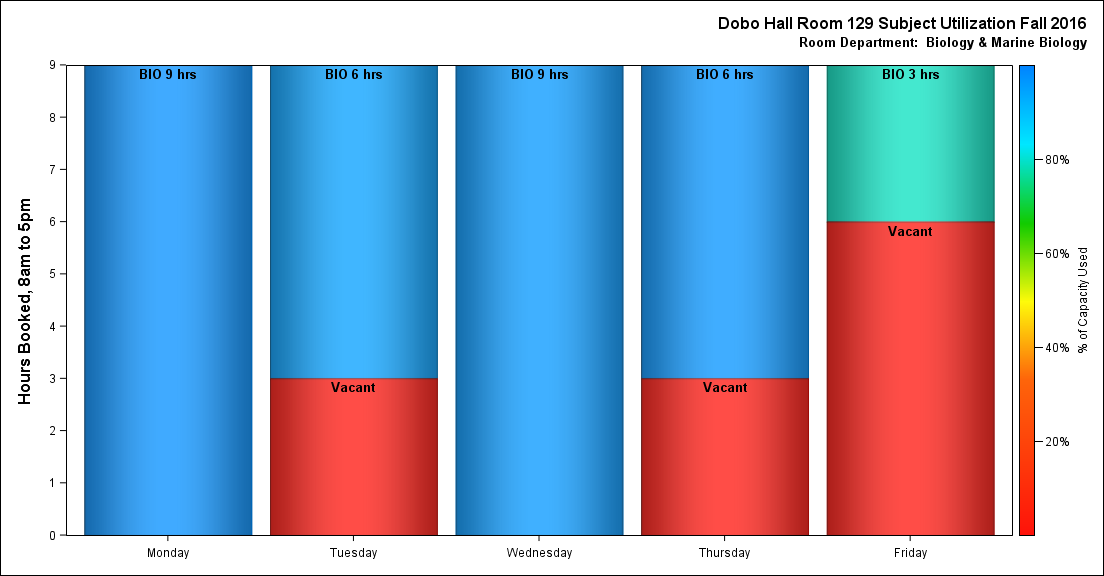 Dobo Hall Room 129 Subject Utilization Fall 2016
Room Department:  Biology & Marine Biology
Hours Booked, 8am to 5pm
9
8
7
6
5
4
3
2
1
0
BIO 9 hrs
BIO 6 hrs
BIO 9 hrs
BIO 6 hrs
BIO 3 hrs
Vacant
Vacant
Vacant
Monday
Tuesday
Wednesday
Thursday
Friday
80%
60%
40%
20%
% of Capacity Used